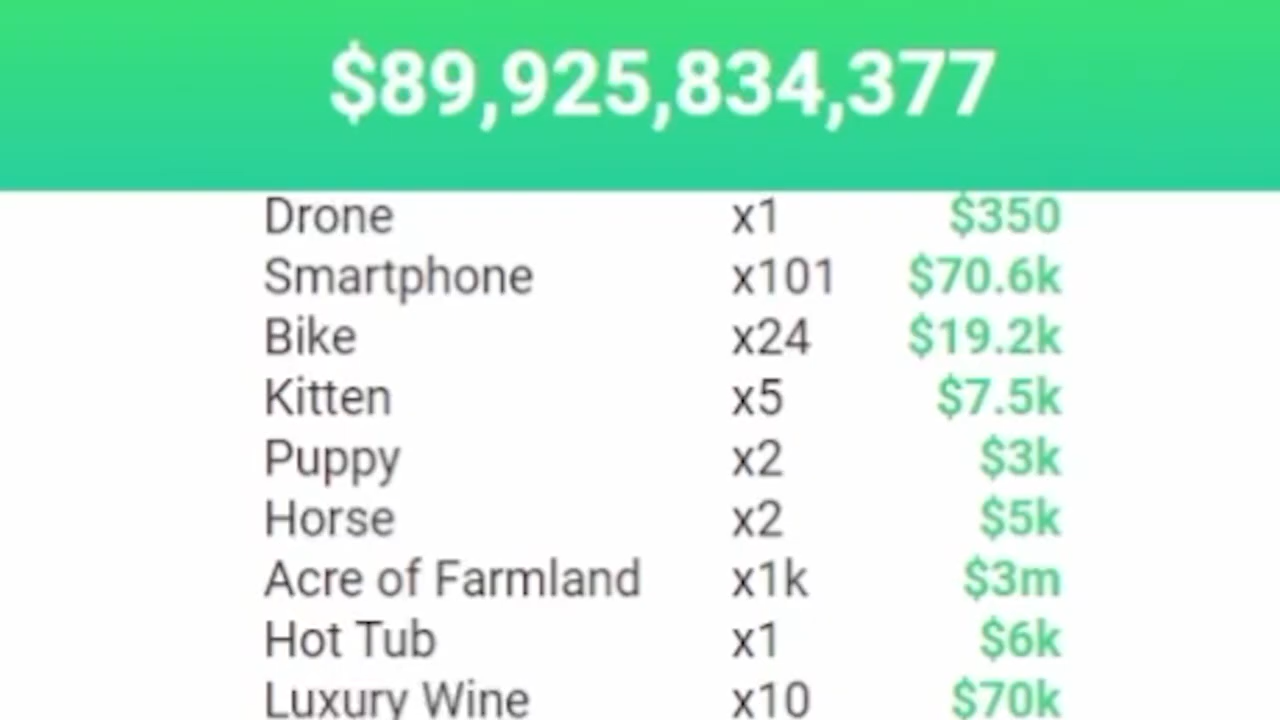 $89,925,834,377
Drone x1 $350
Smartphone x101 $70.6k
Bike x24 $19.2k
Kitten x5 $7.5k
Puppy x2 $3k
Horse x2 $5k
Acre of Farmland x1k $3m
Hot Tub x1 $6k
Luxury Wine x10 $70k